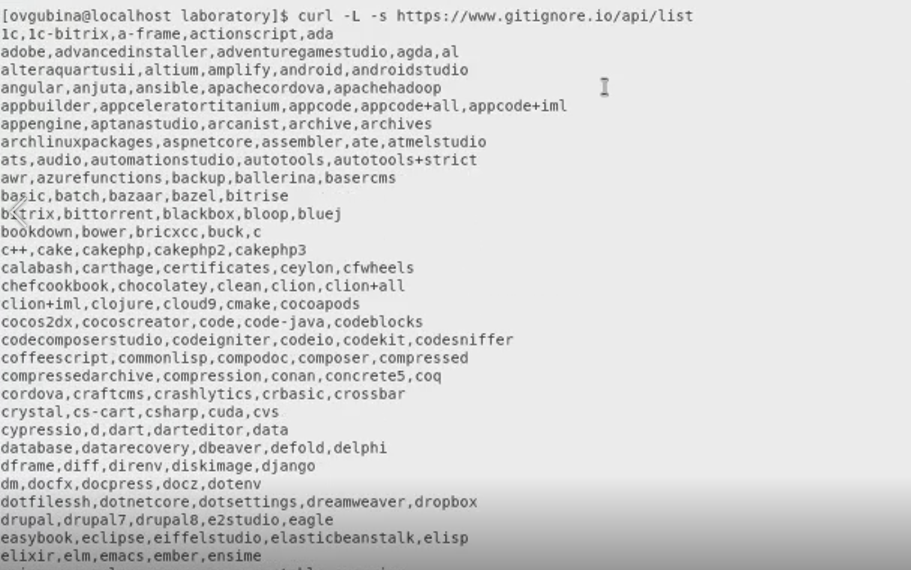 [ovgubina@localhost laboratory]$ curl -L -s https://www.gitignore.io/api/list
1c,1c-bitrix,a-frame,actionscript,ada
adobe,advancedinstaller,adventuregamestudio,agda,al
alteraquartusii,altium,amplify,android,androidstudio
angular,anjuta,ansible,apachecordova,apachehadoop
appbuilder,appceleratortitanium,appcode,appcode+all,appcode+iml
appengine,aptanastudio,arcanist,archive,archives
archlinuxpackages,aspnetcore,assembler,ate,atmelstudio
ats,audio,automationstudio,autotools,autotools+strict
awr,azurefunctions,backup,ballerina,basercms
basic,batch,bazaar,bazel,bitrise
bitrix,bittorrent,blackbox,bloop,bluej
bookdown,bower,bricxcc,buck,c
c++,cake,cakephp,cakephp2,cakephp3
calabash,carthage,certificates,ceylon,cfwheels
chefcookbook,chocolatey,clean,clion,clion+all
clion+iml,clojure,cloud9,cmake,cocoapods
cocos2dx,cocoscreator,code,code-java,codeblocks
codecomposerstudio,codeigniter,codeio,codekit,codesniffer
coffeescript,commonlisp,compodoc,composer,compressed
compressedarchive,compression,conan,concrete5,coq
cordova,craftcms,crashlytics,crbasic,crossbar
crystal,cs-cart,csharp,cuda,cvs
cypressio,d,dart,darteditor,data
database,datarecovery,dbeaver,defold,delphi
dframe,diff,direnv,diskimage,django
dm,docfx,docpress,docz,dotenv
dotfilessh,dotnetcore,dotsettings,dreamweaver,dropbox
drupal,drupal7,drupal8,e2studio,eagle
easybook,eclipse,eiffelstudio,elasticbeanstalk,elisp
elixir,elm,emacs,ember,ensime